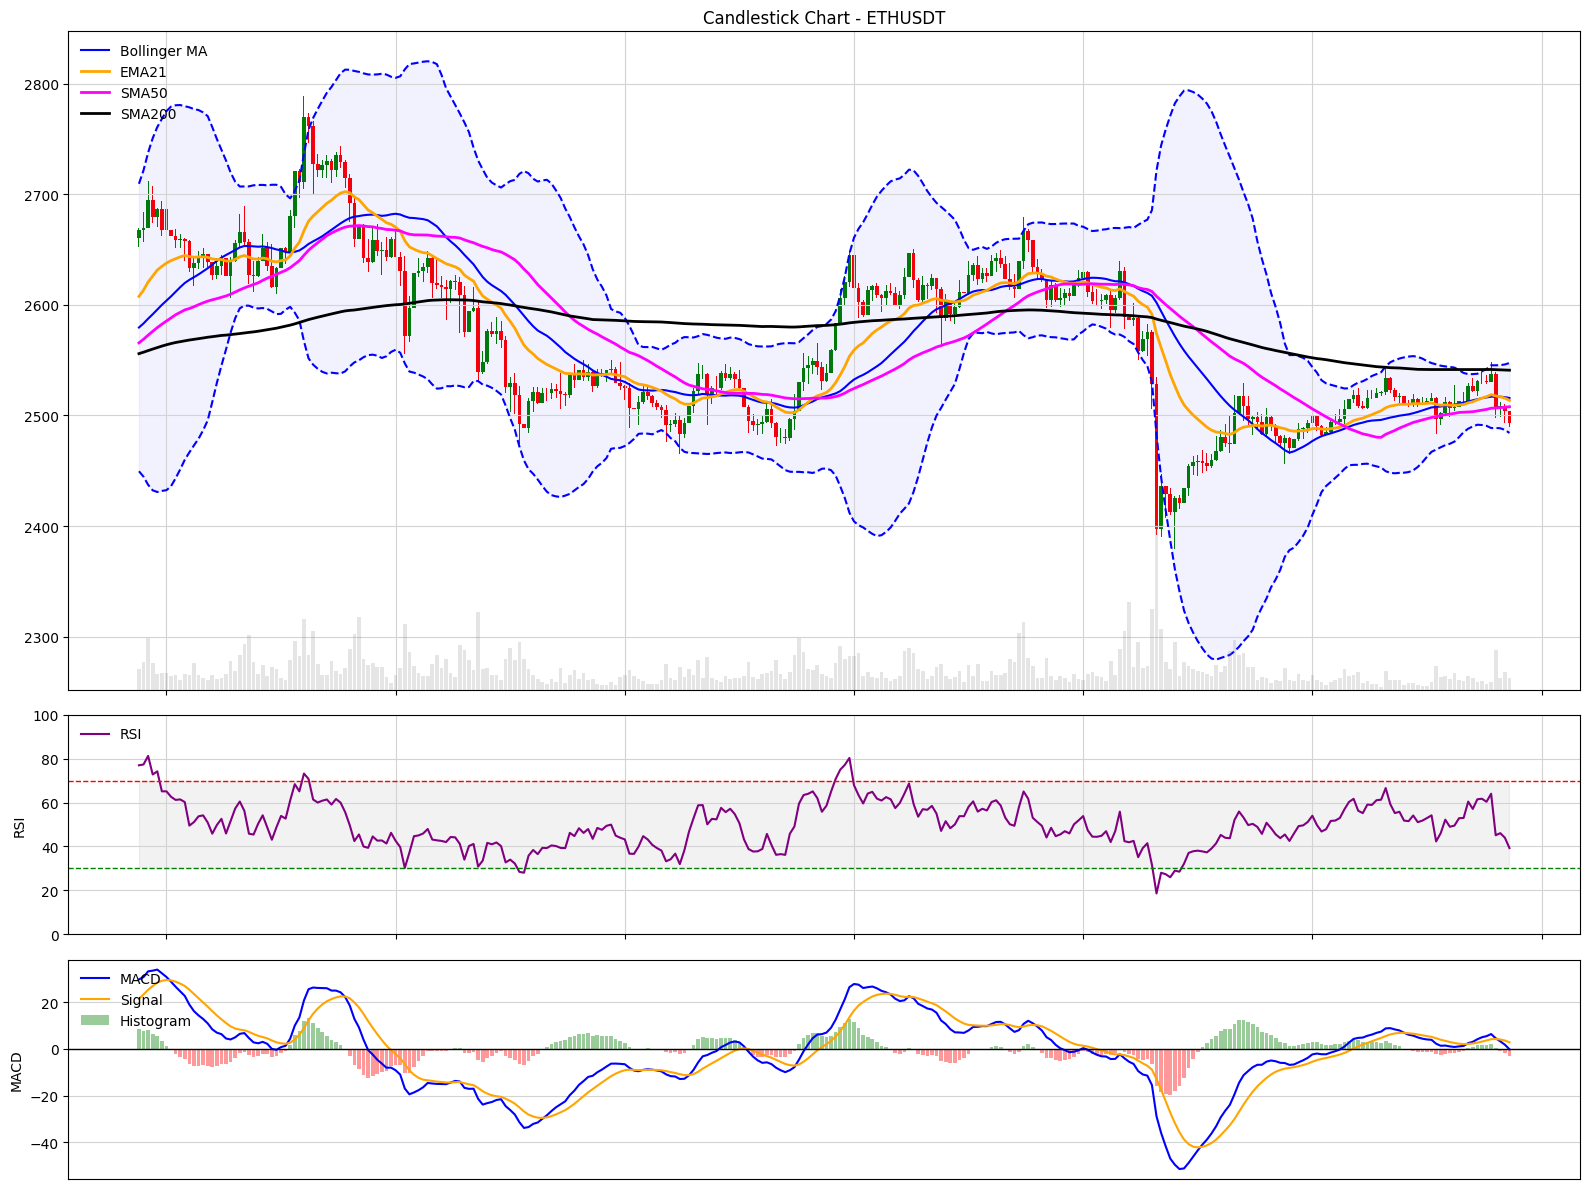 Candlestick Chart - ETHUSDT
Bollinger MA
EMA21
SMA50
SMA200
2800
2700
2600
2500
2400
2300
RSI
RSI
100
80
60
40
20
0
MACD
Signal
Histogram
MACD
20
0
−20
−40